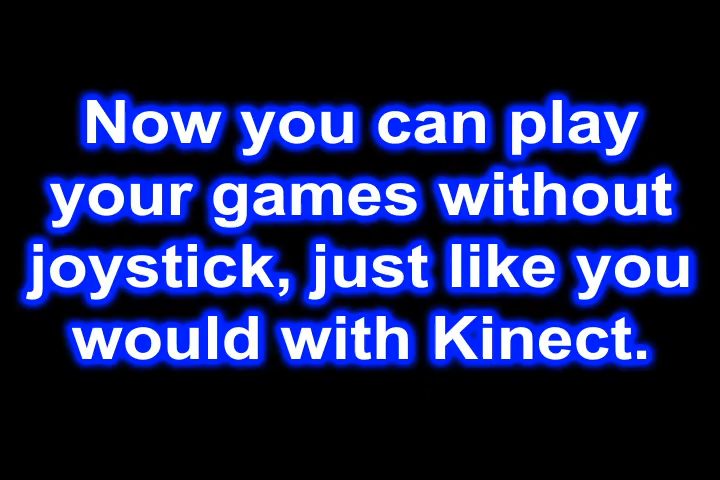 Now you can play
your games without
joystick, just like you
would with Kinect.